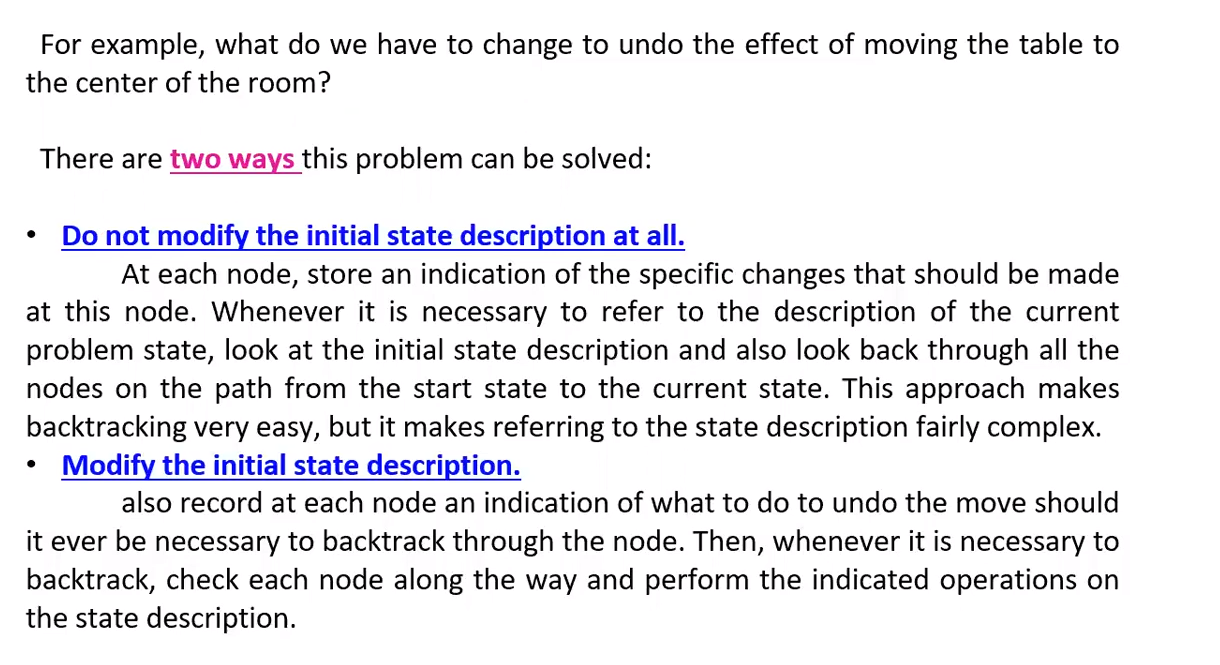 For example, what do we have to change to undo the effect of moving the table to
the center of the room?
There are two ways this problem can be solved:
• Do not modify the initial state description at all.
At each node, store an indication of the specific changes that should be made
at this node. Whenever it is necessary to refer to the description of the current
problem state, look at the initial state description and also look back through all the
nodes on the path from the start state to the current state. This approach makes
backtracking very easy, but it makes referring to the state description fairly complex.
• Modify the initial state description.
also record at each node an indication of what to do to undo the move should
it ever be necessary to backtrack through the node. Then, whenever it is necessary to
backtrack, check each node along the way and perform the indicated operations on
the state description.